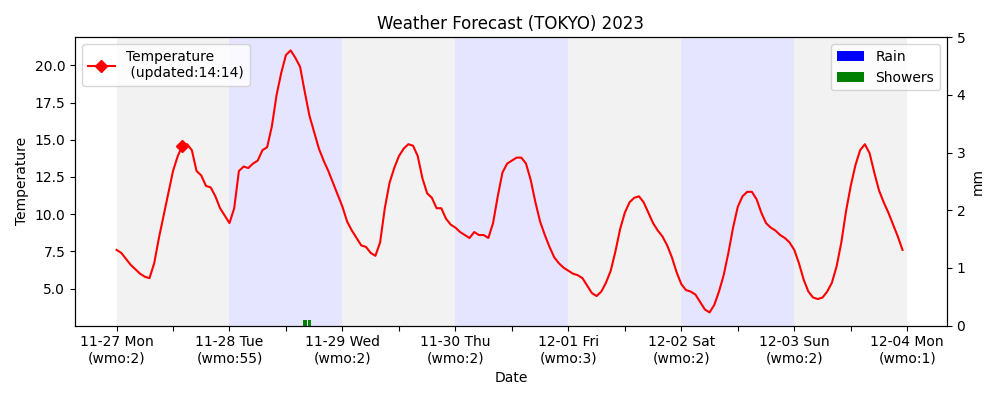 Weather Forecast (TOKYO) 2023
Temperature
(updated:14:14)
Rain
Showers
Temperature
20.0
17.5
15.0
12.5
10.0
7.5
5.0
5
4
3
2
1
0
mm
11-27 Mon
(wmo:2)
11-28 Tue
(wmo:55)
11-29 Wed
(wmo:2)
11-30 Thu
(wmo:2)
12-01 Fri
(wmo:3)
12-02 Sat
(wmo:2)
12-03 Sun
(wmo:2)
12-04 Mon
(wmo:1)
Date